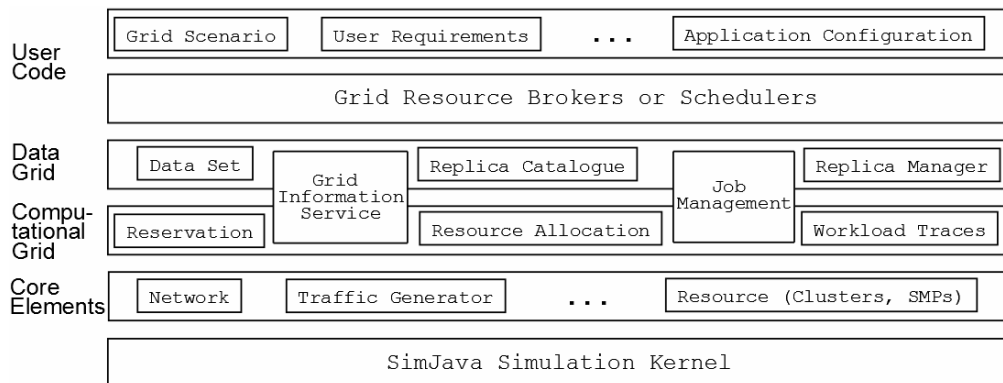 User
Code
Grid Scenario
User Requirements
...
Application Configuration
Grid Resource Brokers or Schedulers
Data
Grid
Data Set
Grid
Information
Service
Replica Catalogue
Job
Management
Replica Manager
Compu-
tational
Grid
Reservation
Resource Allocation
Workload Traces
Core
Elements
Network
Traffic Generator
...
Resource (Clusters, SMPs)
SimJava Simulation Kernel